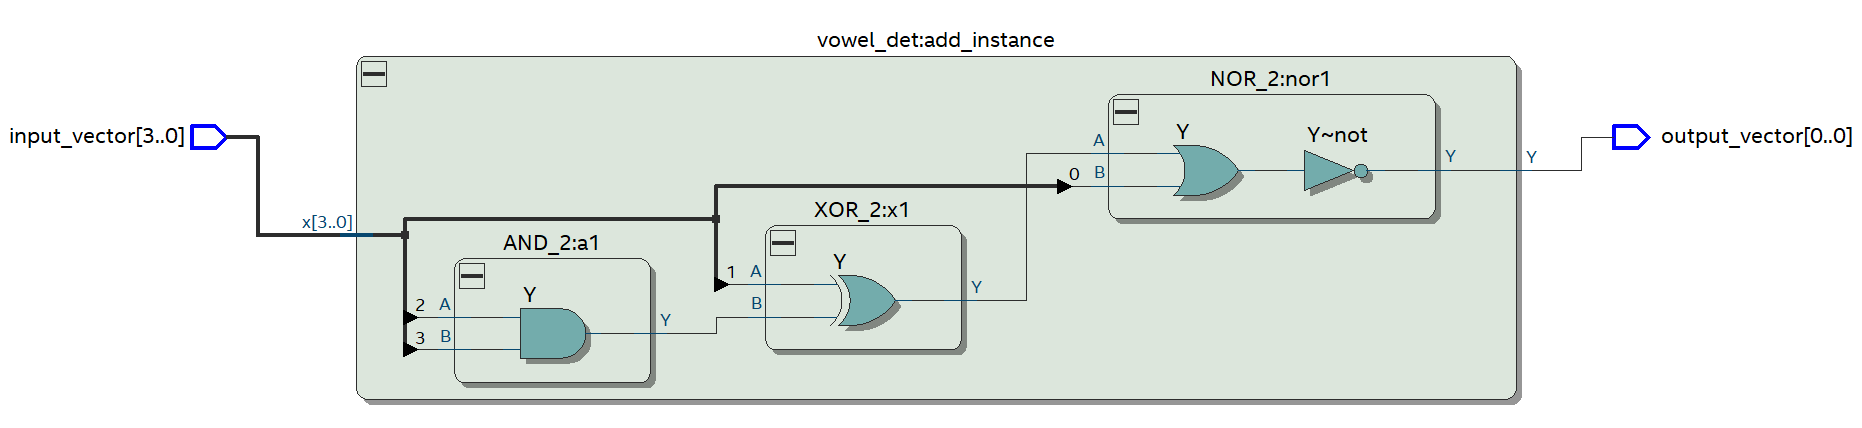 vowel_det:add_instance
NOR_2:nor1
input_vector[3..0]
Y
Y~not
output_vector[0..0]
A
0 B
Y
Y
x[3..0]
XOR_2:x1
AND_2:a1
Y
1 A
B
Y
Y
2 A
3 B
Y